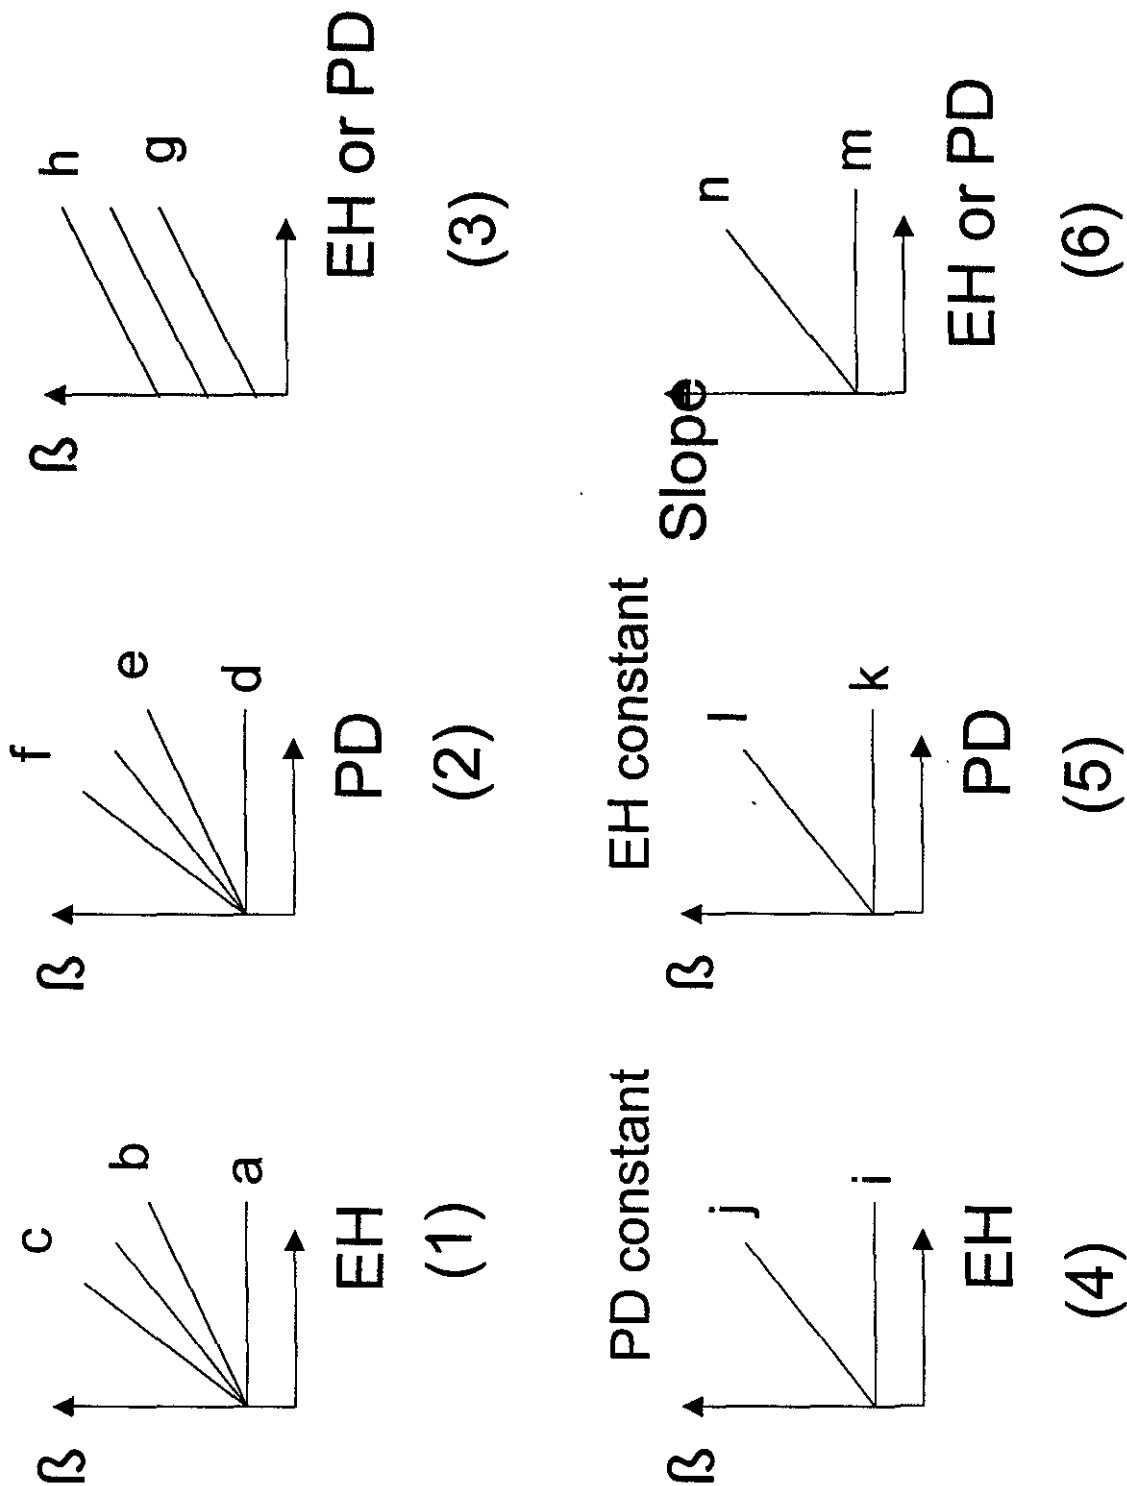 ß
c
b
a
EH
(1)
ß
f
e
d
PD
(2)
ß
h
g
EH or PD
(3)
PD constant
ß
j
i
EH
(4)
EH constant
ß
l
k
PD
(5)
Slope
n
m
EH or PD
(6)